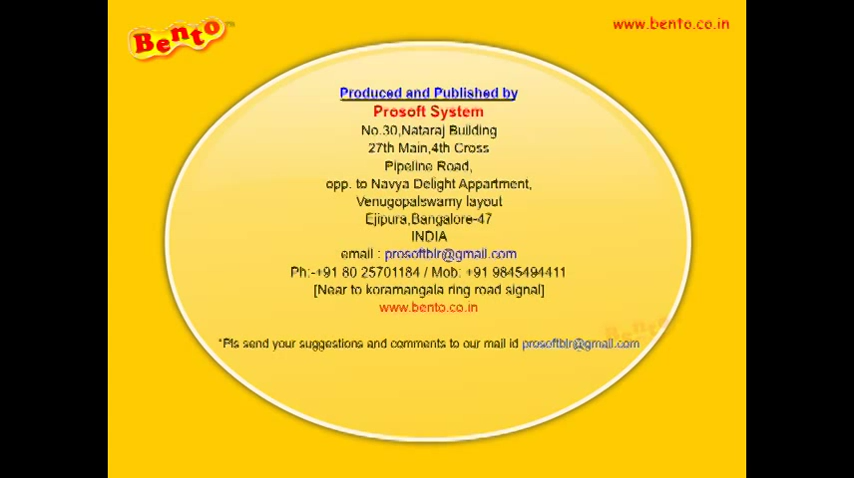 Bento™
www.bento.co.in
Produced and Published by
Prosoft System
No.30,Nataraj Building
27th Main,4th Cross
Pipeline Road,
opp. to Navya Delight Appartment,
Venugopalswamy layout
Ejipura,Bangalore-47
INDIA
email : prosoftblr@gmail.com
Ph:-+91 80 25701184 / Mob: +91 9845494411
[Near to koramangala ring road signal]
www.bento.co.in
Bento
*Pls send your suggestions and comments to our mail id prosoftblr@gmail.com